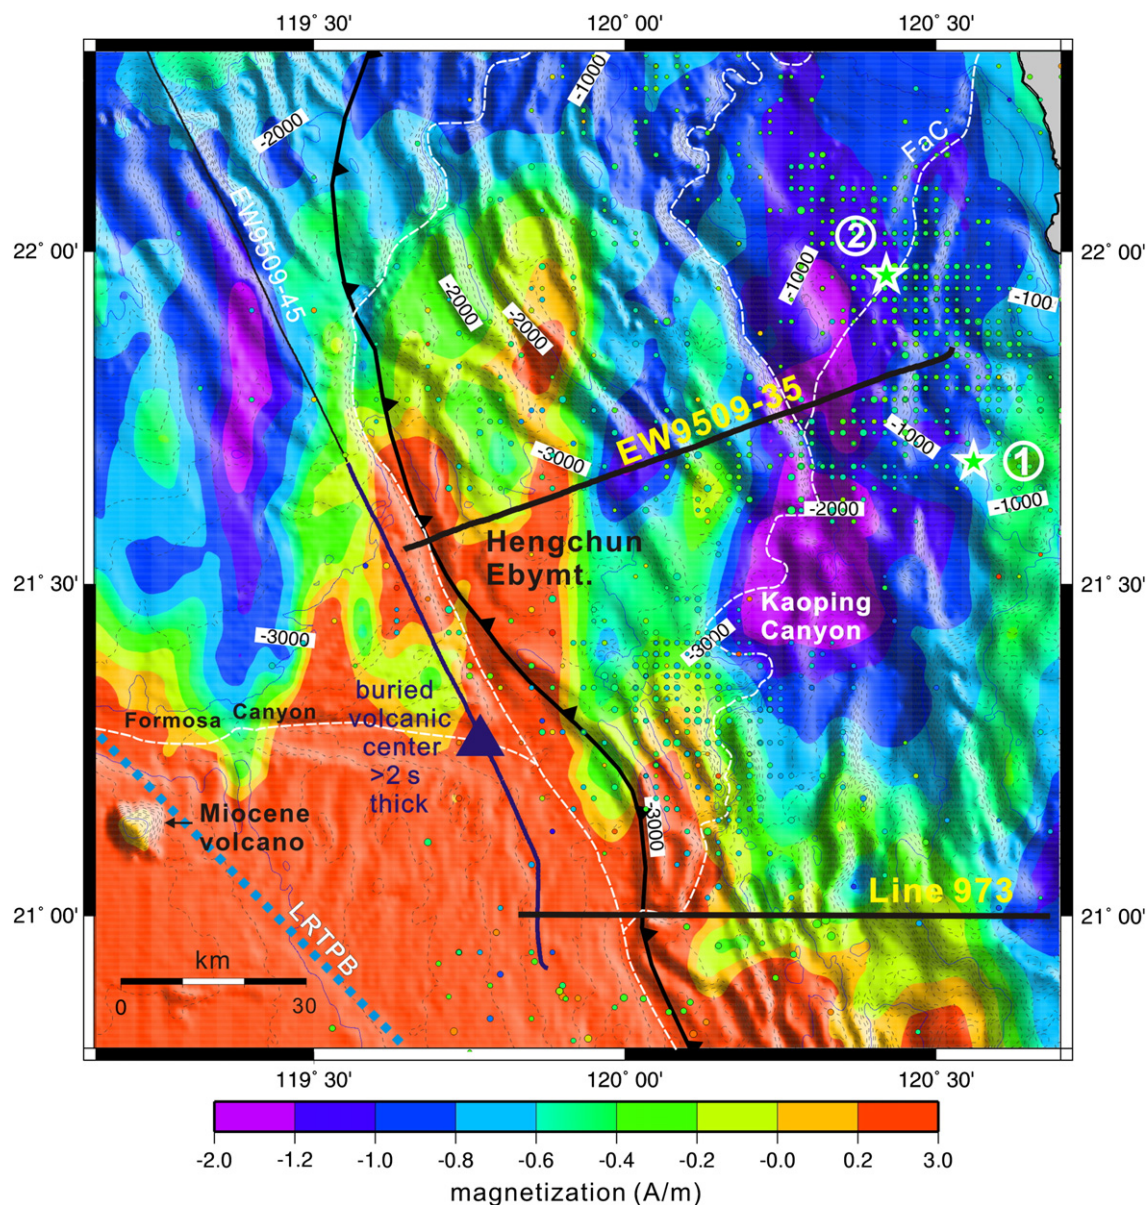 119° 30'
120° 00'
120° 30'
-1000
-2000
FaC
EW9509-45
22° 00'
22° 00'
②
-1000
-100
-2000
-2000
EW9509-35
-1000
-3000
①
-1000
-2000
Hengchun
Ebymt.
21° 30'
21° 30'
Kaoping
Canyon
-3000
-3000
buried
volcanic
center
>2 s
thick
Formosa Canyon
Miocene
volcano
-3000
LRTPB
Line 973
21° 00'
21° 00'
km
0
30
119° 30'
120° 00'
120° 30'
-2.0
-1.2
-1.0
-0.8
-0.6
-0.4
-0.2
-0.0
0.2
3.0
magnetization (A/m)